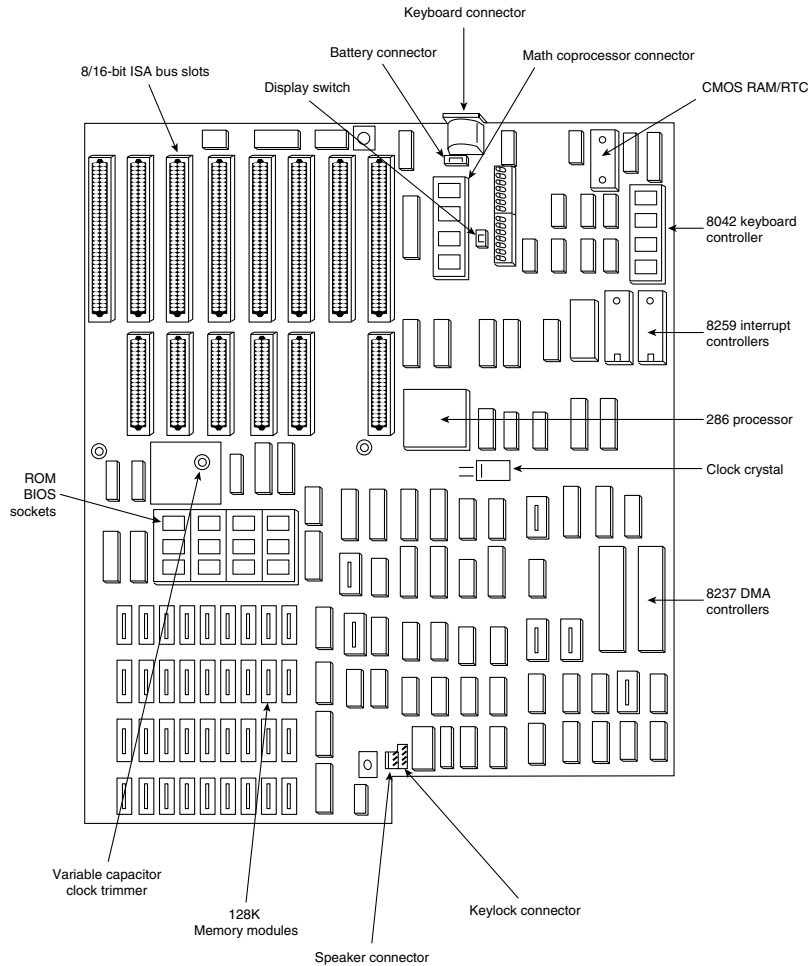 Keyboard connector
Battery connector
Math coprocessor connector
8/16-bit ISA bus slots
Display switch
CMOS RAM/RTC
8042 keyboard
controller
8259 interrupt
controllers
286 processor
Clock crystal
ROM
BIOS
sockets
8237 DMA
controllers
Variable capacitor
clock trimmer
128K
Memory modules
Keylock connector
Speaker connector